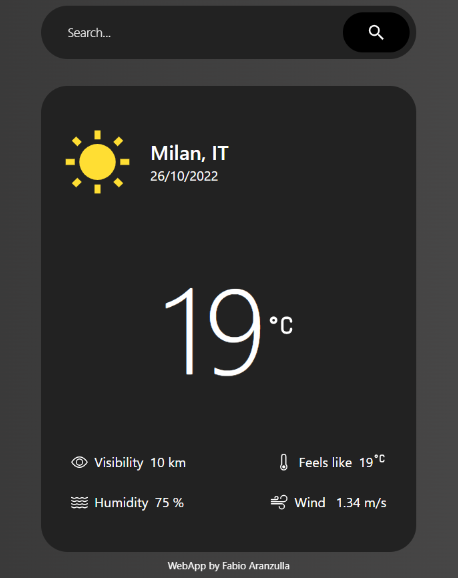 Search...
Milan, IT
26/10/2022
19 °C
Visibility 10 km
Feels like 19°C
Humidity 75 %
Wind 1.34 m/s
WebApp by Fabio Aranzulla